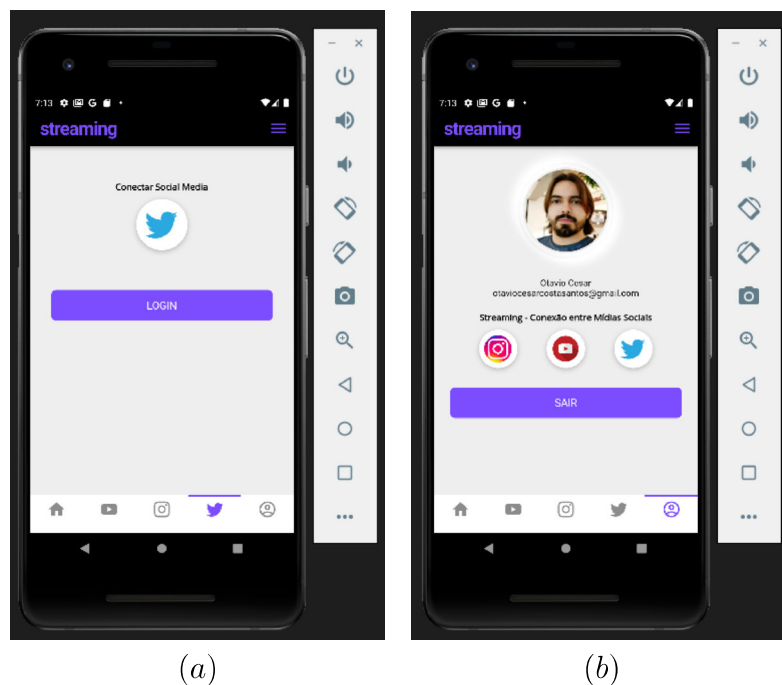 7:13 G
streaming
Conectar Social Media
LOGIN
(a)
7:13 G
streaming
Otavio Cesar
otaviocesarcostasantos@gmail.com
Streaming - Conexão entre Mídias Sociais
SAIR
(b)